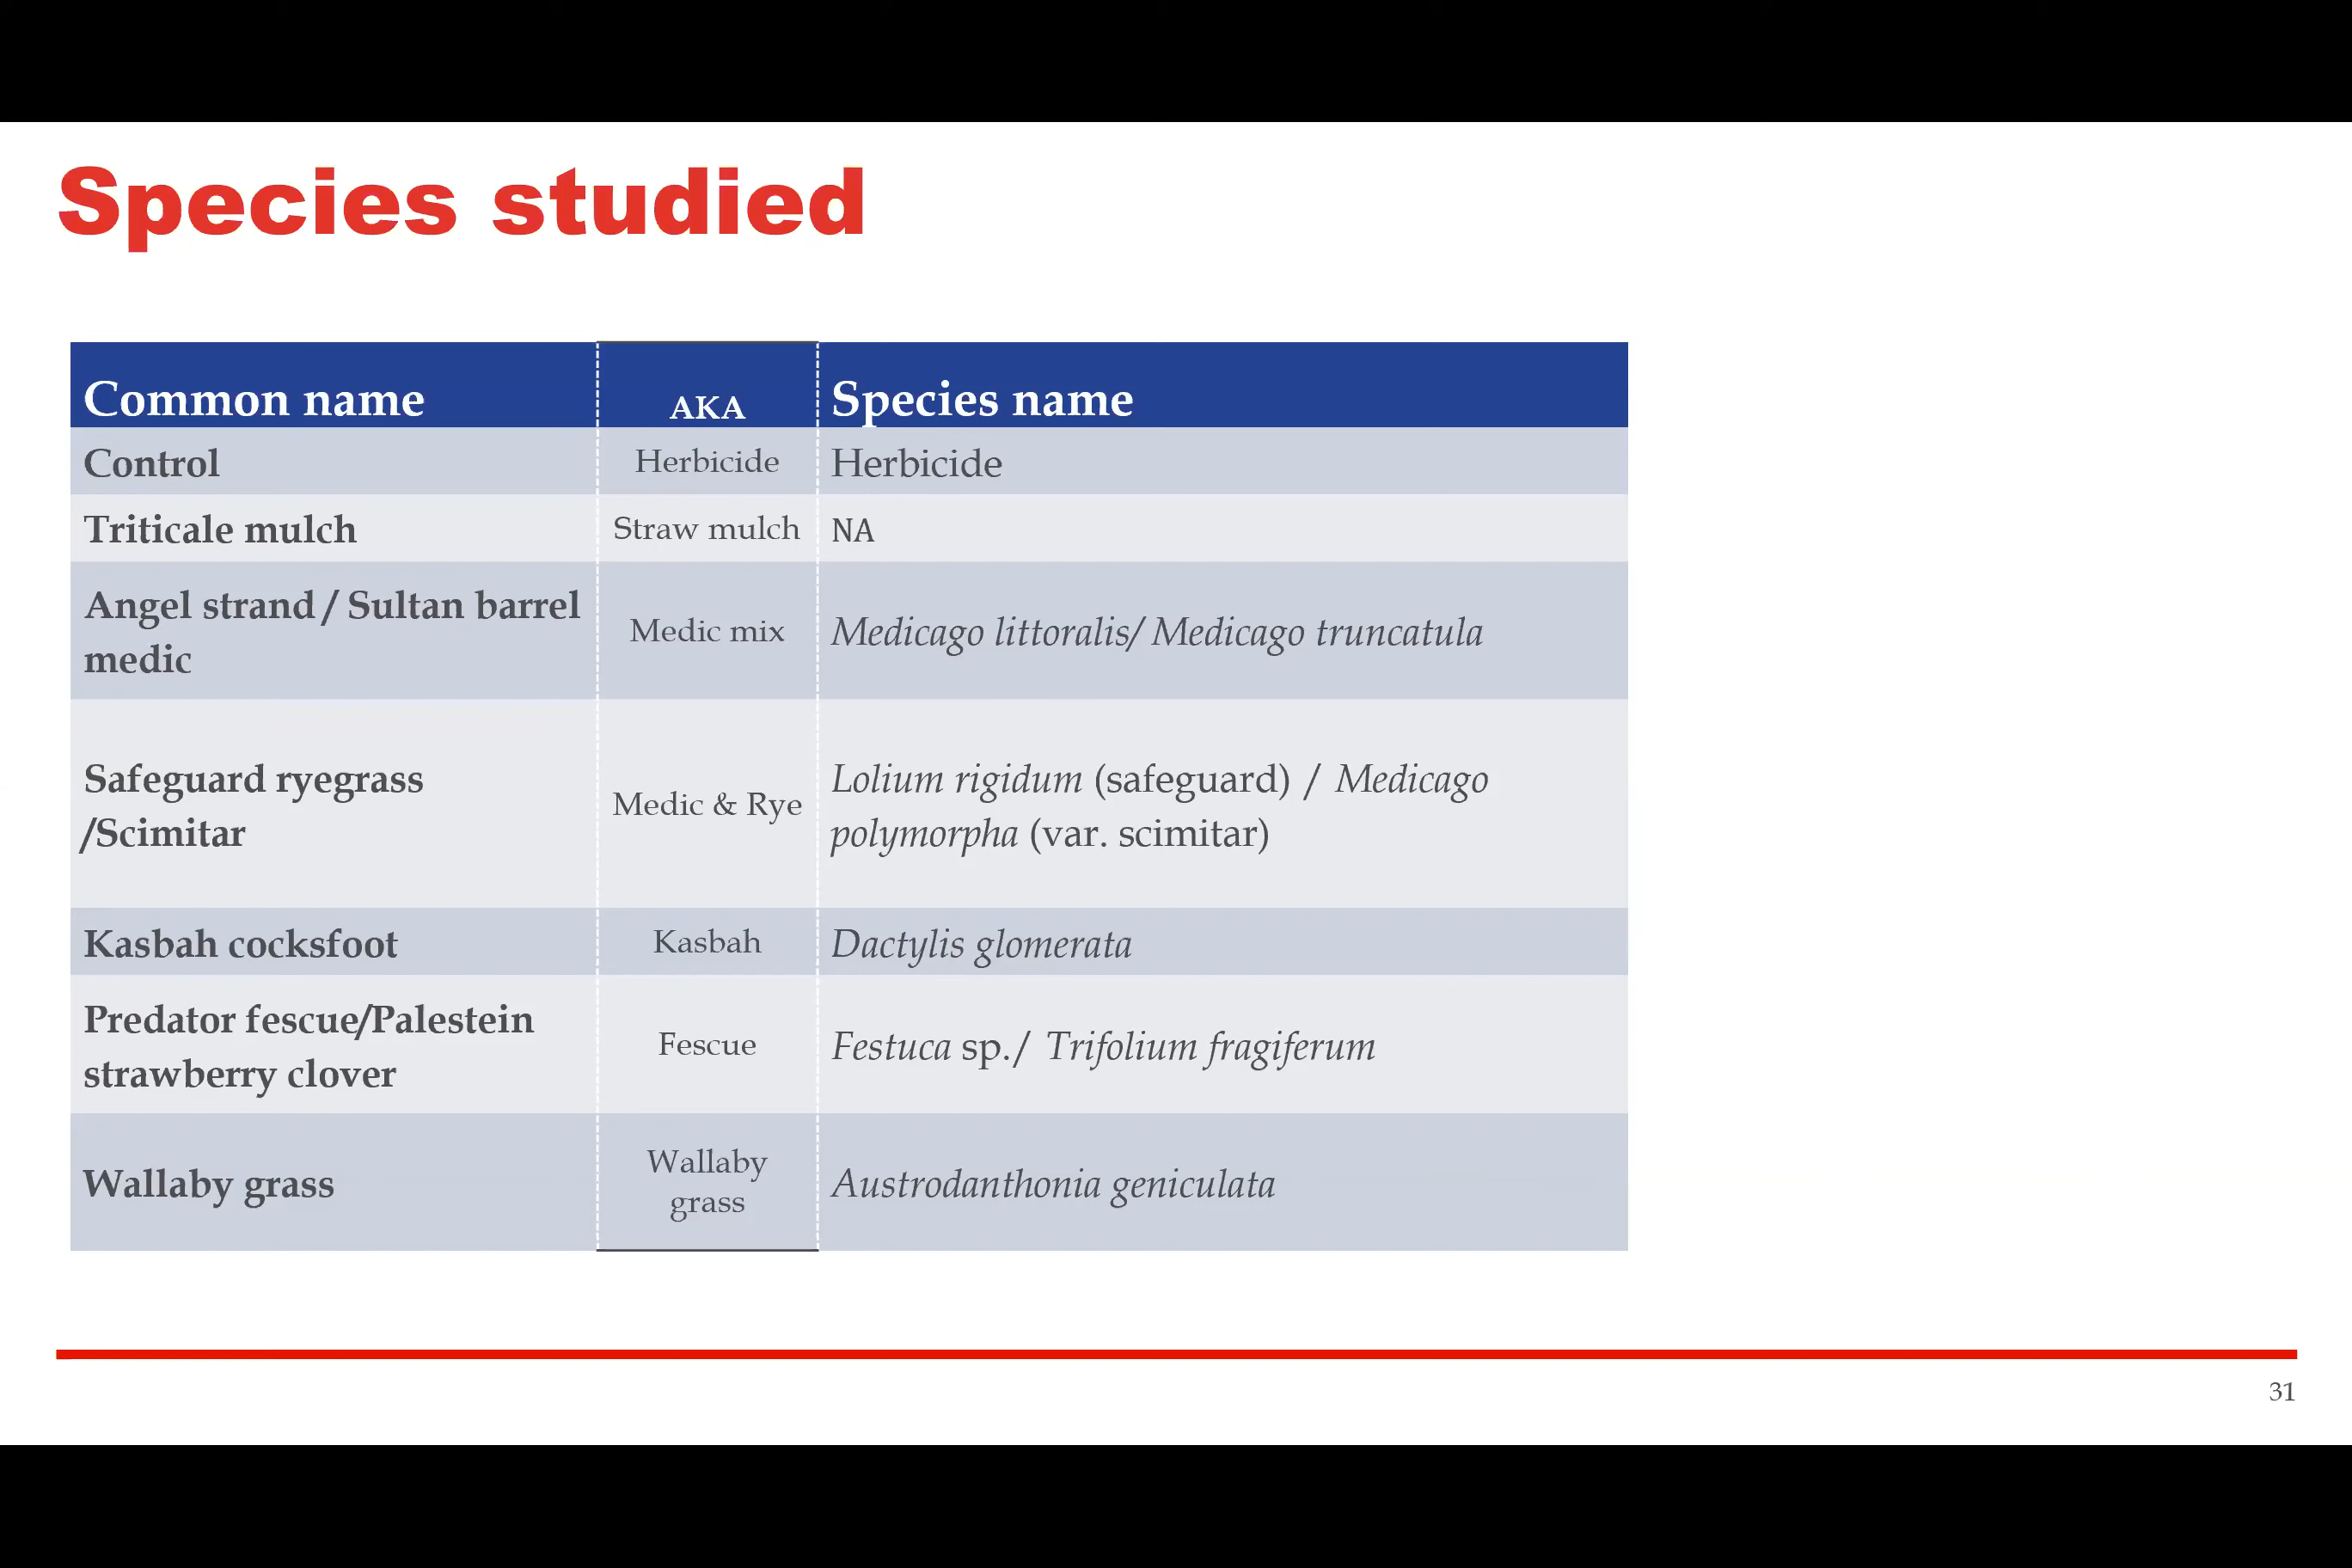 Species studied
Common name AKA Species name
Control Herbicide Herbicide
Triticale mulch Straw mulch NA
Angel strand / Sultan barrel
medic
Medic mix
Medicago littoralis/ Medicago truncatula
Safeguard ryegrass
/Scimitar
Medic & Rye
Lolium rigidum (safeguard) / Medicago
polymorpha (var. scimitar)
Kasbah cocksfoot Kasbah Dactylis glomerata
Predator fescue/Palestein
strawberry clover
Fescue
Festuca sp./ Trifolium fragiferum
Wallaby grass
Wallaby
grass
Austrodanthonia geniculata
31